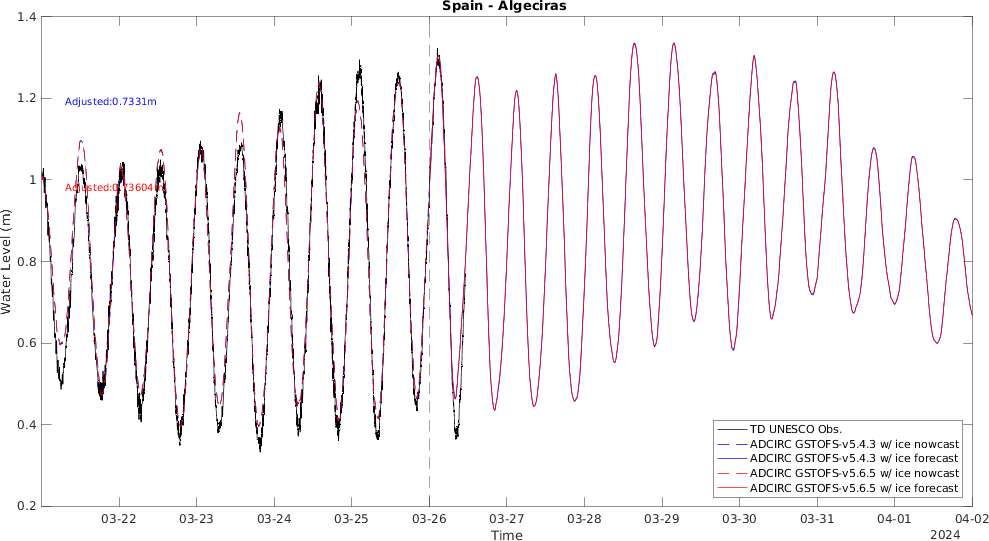 Spain - Algeciras
Water Level (m)
1.4
1.2
1
0.8
0.6
0.4
0.2
Adjusted:0.7331m
Adjusted:0.73604m
03-22
03-23
03-24
03-25
03-26
03-27
03-28
03-29
03-30
03-31
04-01
04-02
Time
2024
TD UNESCO Obs.
ADCIRC GSTOFS-v5.4.3 w/ ice nowcast
ADCIRC GSTOFS-v5.4.3 w/ ice forecast
ADCIRC GSTOFS-v5.6.5 w/ ice nowcast
ADCIRC GSTOFS-v5.6.5 w/ ice forecast